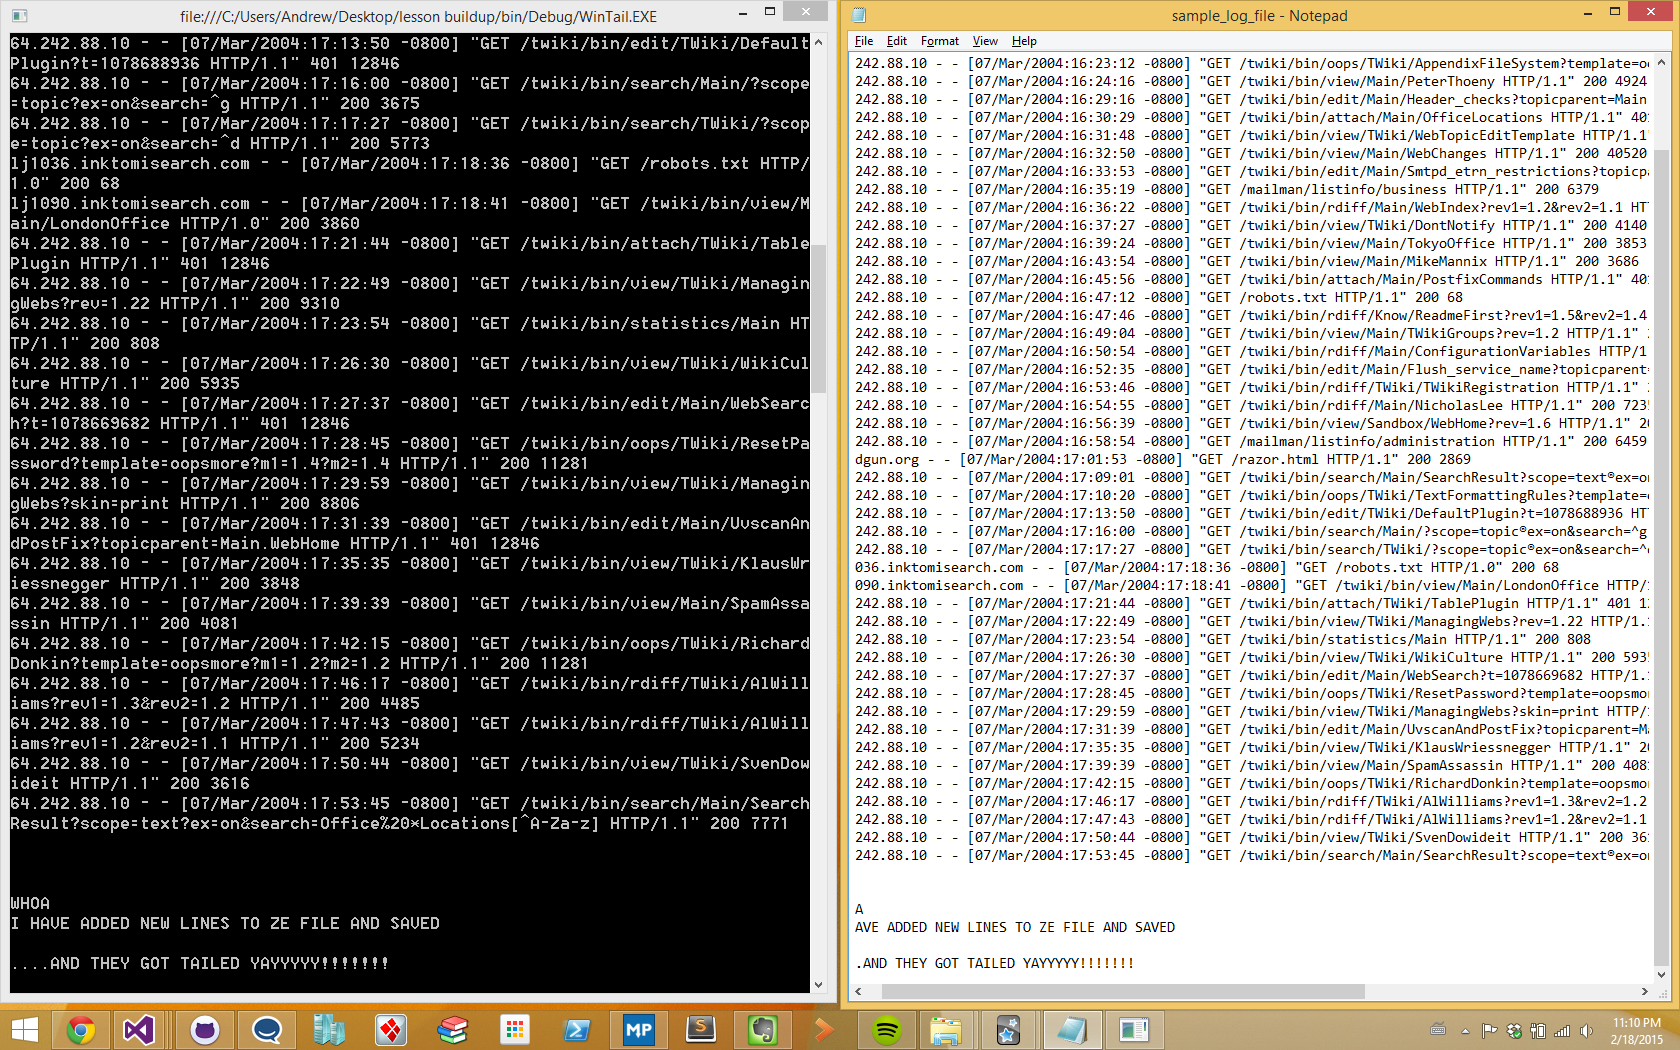 file:///C:/Users/Andrew/Desktop/lesson buildup/bin/Debug/WinTail.EXE
64.242.88.10 - - [07/Mar/2004:17:13:50 -0800] "GET /twiki/bin/edit/TWiki/Default
Plugin?t=1078688936 HTTP/1.1" 401 12846
64.242.88.10 - - [07/Mar/2004:17:16:00 -0800] "GET /twiki/bin/search/Main/?scope
=topic?ex=on&search=^g HTTP/1.1" 200 3675
64.242.88.10 - - [07/Mar/2004:17:17:27 -0800] "GET /twiki/bin/search/TWiki/?scop
e=topic?ex=on&search=^d HTTP/1.1" 200 5773
lj1036.inktomisearch.com - - [07/Mar/2004:17:18:36 -0800] "GET /robots.txt HTTP/
1.0" 200 68
lj1090.inktomisearch.com - - [07/Mar/2004:17:18:41 -0800] "GET /twiki/bin/view/M
ain/LondonOffice HTTP/1.0" 200 3860
64.242.88.10 - - [07/Mar/2004:17:21:44 -0800] "GET /twiki/bin/attach/TWiki/Table
Plugin HTTP/1.1" 401 12846
64.242.88.10 - - [07/Mar/2004:17:22:49 -0800] "GET /twiki/bin/view/TWiki/Managin
gWebs?rev=1.22 HTTP/1.1" 200 9310
64.242.88.10 - - [07/Mar/2004:17:23:54 -0800] "GET /twiki/bin/statistics/Main HT
TP/1.1" 200 808
64.242.88.10 - - [07/Mar/2004:17:26:30 -0800] "GET /twiki/bin/view/TWiki/WikiCul
ture HTTP/1.1" 200 5935
64.242.88.10 - - [07/Mar/2004:17:27:37 -0800] "GET /twiki/bin/edit/Main/WebSearc
h?t=1078669682 HTTP/1.1" 401 12846
64.242.88.10 - - [07/Mar/2004:17:28:45 -0800] "GET /twiki/bin/oops/TWiki/ResetPa
ssword?template=oopsmore?m1=1.4?m2=1.4 HTTP/1.1" 200 11281
64.242.88.10 - - [07/Mar/2004:17:29:59 -0800] "GET /twiki/bin/view/TWiki/Managin
gWebs?skin=print HTTP/1.1" 200 8806
64.242.88.10 - - [07/Mar/2004:17:31:39 -0800] "GET /twiki/bin/edit/Main/UvscanAn
dPostFix?topicparent=Main.WebHome HTTP/1.1" 401 12846
64.242.88.10 - - [07/Mar/2004:17:35:35 -0800] "GET /twiki/bin/view/TWiki/KlausWr
iessnegger HTTP/1.1" 200 3848
64.242.88.10 - - [07/Mar/2004:17:39:39 -0800] "GET /twiki/bin/view/Main/SpamAssa
ssin HTTP/1.1" 200 4081
64.242.88.10 - - [07/Mar/2004:17:42:15 -0800] "GET /twiki/bin/oops/TWiki/Richard
Donkin?template=oopsmore?m1=1.2?m2=1.2 HTTP/1.1" 200 11281
64.242.88.10 - - [07/Mar/2004:17:46:17 -0800] "GET /twiki/bin/rdiff/TWiki/AlWill
iams?rev1=1.3&rev2=1.2 HTTP/1.1" 200 4485
64.242.88.10 - - [07/Mar/2004:17:47:43 -0800] "GET /twiki/bin/rdiff/TWiki/AlWill
iams?rev1=1.2&rev2=1.1 HTTP/1.1" 200 5234
64.242.88.10 - - [07/Mar/2004:17:50:44 -0800] "GET /twiki/bin/view/TWiki/SvenDow
ideit HTTP/1.1" 200 3616
64.242.88.10 - - [07/Mar/2004:17:53:45 -0800] "GET /twiki/bin/search/Main/Search
Result?scope=text?ex=on&search=Office%20*Locations[^A-Za-z] HTTP/1.1" 200 7771
WHOA
I HAVE ADDED NEW LINES TO ZE FILE AND SAVED
....AND THEY GOT TAILED YAYYYYY!!!!!!!
sample_log_file - Notepad
File Edit Format View Help
242.88.10 - - [07/Mar/2004:16:23:12 -0800] "GET /twiki/bin/oops/TWiki/AppendixFileSystem?template=oo
242.88.10 - - [07/Mar/2004:16:24:16 -0800] "GET /twiki/bin/view/Main/PeterThoeny HTTP/1.1" 200 4924
242.88.10 - - [07/Mar/2004:16:29:16 -0800] "GET /twiki/bin/edit/Main/Header_checks?topicparent=Main
242.88.10 - - [07/Mar/2004:16:30:29 -0800] "GET /twiki/bin/attach/Main/OfficeLocations HTTP/1.1" 401
242.88.10 - - [07/Mar/2004:16:31:48 -0800] "GET /twiki/bin/view/TWiki/WebTopicEditTemplate HTTP/1.1"
242.88.10 - - [07/Mar/2004:16:32:50 -0800] "GET /twiki/bin/view/Main/WebChanges HTTP/1.1" 200 40520
242.88.10 - - [07/Mar/2004:16:33:53 -0800] "GET /twiki/bin/edit/Main/Smtpd_etrn_restrictions?topicpa
242.88.10 - - [07/Mar/2004:16:35:19 -0800] "GET /mailman/listinfo/business HTTP/1.1" 200 6379
242.88.10 - - [07/Mar/2004:16:36:22 -0800] "GET /twiki/bin/rdiff/Main/WebIndex?rev1=1.2&rev2=1.1 HTT
242.88.10 - - [07/Mar/2004:16:37:27 -0800] "GET /twiki/bin/view/TWiki/DontNotify HTTP/1.1" 200 4140
242.88.10 - - [07/Mar/2004:16:39:24 -0800] "GET /twiki/bin/view/Main/TokyoOffice HTTP/1.1" 200 3853
242.88.10 - - [07/Mar/2004:16:43:54 -0800] "GET /twiki/bin/view/Main/MikeMannix HTTP/1.1" 200 3686
242.88.10 - - [07/Mar/2004:16:45:56 -0800] "GET /twiki/bin/attach/Main/PostfixCommands HTTP/1.1" 401
242.88.10 - - [07/Mar/2004:16:47:12 -0800] "GET /robots.txt HTTP/1.1" 200 68
242.88.10 - - [07/Mar/2004:16:47:46 -0800] "GET /twiki/bin/rdiff/Know/ReadmeFirst?rev1=1.5&rev2=1.4
242.88.10 - - [07/Mar/2004:16:49:04 -0800] "GET /twiki/bin/view/Main/TWikiGroups?rev=1.2 HTTP/1.1"
242.88.10 - - [07/Mar/2004:16:50:54 -0800] "GET /twiki/bin/rdiff/Main/ConfigurationVariables HTTP/1
242.88.10 - - [07/Mar/2004:16:52:35 -0800] "GET /twiki/bin/edit/Main/Flush_service_name?topicparent=
242.88.10 - - [07/Mar/2004:16:53:46 -0800] "GET /twiki/bin/rdiff/TWiki/TWikiRegistration HTTP/1.1"
242.88.10 - - [07/Mar/2004:16:54:55 -0800] "GET /twiki/bin/rdiff/Main/NicholasLee HTTP/1.1" 200 7235
242.88.10 - - [07/Mar/2004:16:56:39 -0800] "GET /twiki/bin/view/Sandbox/WebHome?rev=1.6 HTTP/1.1" 20
242.88.10 - - [07/Mar/2004:16:58:54 -0800] "GET /mailman/listinfo/administration HTTP/1.1" 200 6459
dgun.org - - [07/Mar/2004:17:01:53 -0800] "GET /razor.html HTTP/1.1" 200 2869
242.88.10 - - [07/Mar/2004:17:09:01 -0800] "GET /twiki/bin/search/Main/SearchResult?scope=text®ex=on
242.88.10 - - [07/Mar/2004:17:10:20 -0800] "GET /twiki/bin/oops/TWiki/TextFormattingRules?template=o
242.88.10 - - [07/Mar/2004:17:13:50 -0800] "GET /twiki/bin/edit/TWiki/DefaultPlugin?t=1078688936 HTT
242.88.10 - - [07/Mar/2004:17:16:00 -0800] "GET /twiki/bin/search/Main/?scope=topic®ex=on&search=^g
242.88.10 - - [07/Mar/2004:17:17:27 -0800] "GET /twiki/bin/search/TWiki/?scope=topic®ex=on&search=^d
036.inktomisearch.com - - [07/Mar/2004:17:18:36 -0800] "GET /robots.txt HTTP/1.0" 200 68
090.inktomisearch.com - - [07/Mar/2004:17:18:41 -0800] "GET /twiki/bin/view/Main/LondonOffice HTTP/1
242.88.10 - - [07/Mar/2004:17:21:44 -0800] "GET /twiki/bin/attach/TWiki/TablePlugin HTTP/1.1" 401 12
242.88.10 - - [07/Mar/2004:17:22:49 -0800] "GET /twiki/bin/view/TWiki/ManagingWebs?rev=1.22 HTTP/1.1
242.88.10 - - [07/Mar/2004:17:23:54 -0800] "GET /twiki/bin/statistics/Main HTTP/1.1" 200 808
242.88.10 - - [07/Mar/2004:17:26:30 -0800] "GET /twiki/bin/view/TWiki/WikiCulture HTTP/1.1" 200 5935
242.88.10 - - [07/Mar/2004:17:27:37 -0800] "GET /twiki/bin/edit/Main/WebSearch?t=1078669682 HTTP/1.1
242.88.10 - - [07/Mar/2004:17:28:45 -0800] "GET /twiki/bin/oops/TWiki/ResetPassword?template=oopsmor
242.88.10 - - [07/Mar/2004:17:29:59 -0800] "GET /twiki/bin/view/TWiki/ManagingWebs?skin=print HTTP/1
242.88.10 - - [07/Mar/2004:17:31:39 -0800] "GET /twiki/bin/edit/Main/UvscanAndPostFix?topicparent=Ma
242.88.10 - - [07/Mar/2004:17:35:35 -0800] "GET /twiki/bin/view/TWiki/KlausWriessnegger HTTP/1.1" 20
242.88.10 - - [07/Mar/2004:17:39:39 -0800] "GET /twiki/bin/view/Main/SpamAssassin HTTP/1.1" 200 4081
242.88.10 - - [07/Mar/2004:17:42:15 -0800] "GET /twiki/bin/oops/TWiki/RichardDonkin?template=oopsmor
242.88.10 - - [07/Mar/2004:17:46:17 -0800] "GET /twiki/bin/rdiff/TWiki/AlWilliams?rev1=1.3&rev2=1.2
242.88.10 - - [07/Mar/2004:17:47:43 -0800] "GET /twiki/bin/rdiff/TWiki/AlWilliams?rev1=1.2&rev2=1.1
242.88.10 - - [07/Mar/2004:17:50:44 -0800] "GET /twiki/bin/view/TWiki/SvenDowideit HTTP/1.1" 200 361
242.88.10 - - [07/Mar/2004:17:53:45 -0800] "GET /twiki/bin/search/Main/SearchResult?scope=text®ex=on
A
AVE ADDED NEW LINES TO ZE FILE AND SAVED
.AND THEY GOT TAILED YAYYYYY!!!!!!!
MP
S
11:10 PM
2/18/2015